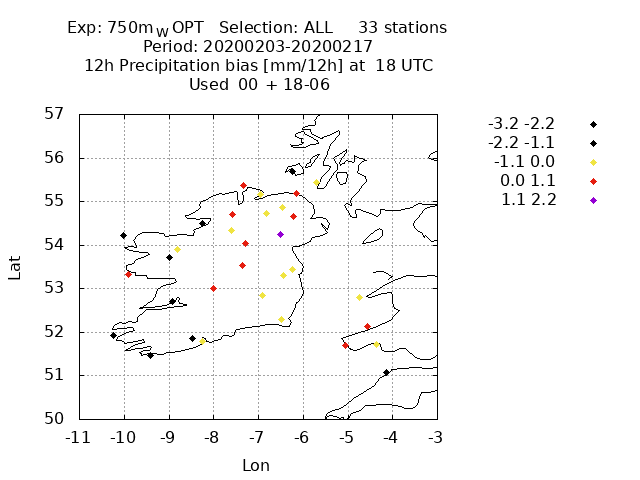 Exp: 750m_W OPT Selection: ALL 33 stations
Period: 20200203-20200217
12h Precipitation bias [mm/12h] at 18 UTC
Used 00 + 18-06
-3.2 -2.2
-2.2 -1.1
-1.1 0.0
0.0 1.1
1.1 2.2
57
56
55
54
53
52
51
50
Lat
-11 -10 -9 -8 -7 -6 -5 -4 -3
Lon